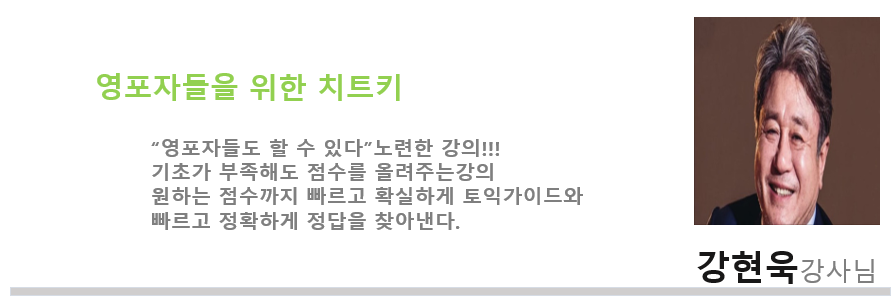 영포자들을 위한 치트키
“영포자들도 할 수 있다”노련한 강의!!!
기초가 부족해도 점수를 올려주는강의
원하는 점수까지 빠르고 확실하게 토익가이드와
빠르고 정확하게 정답을 찾아낸다.
강현욱강사님